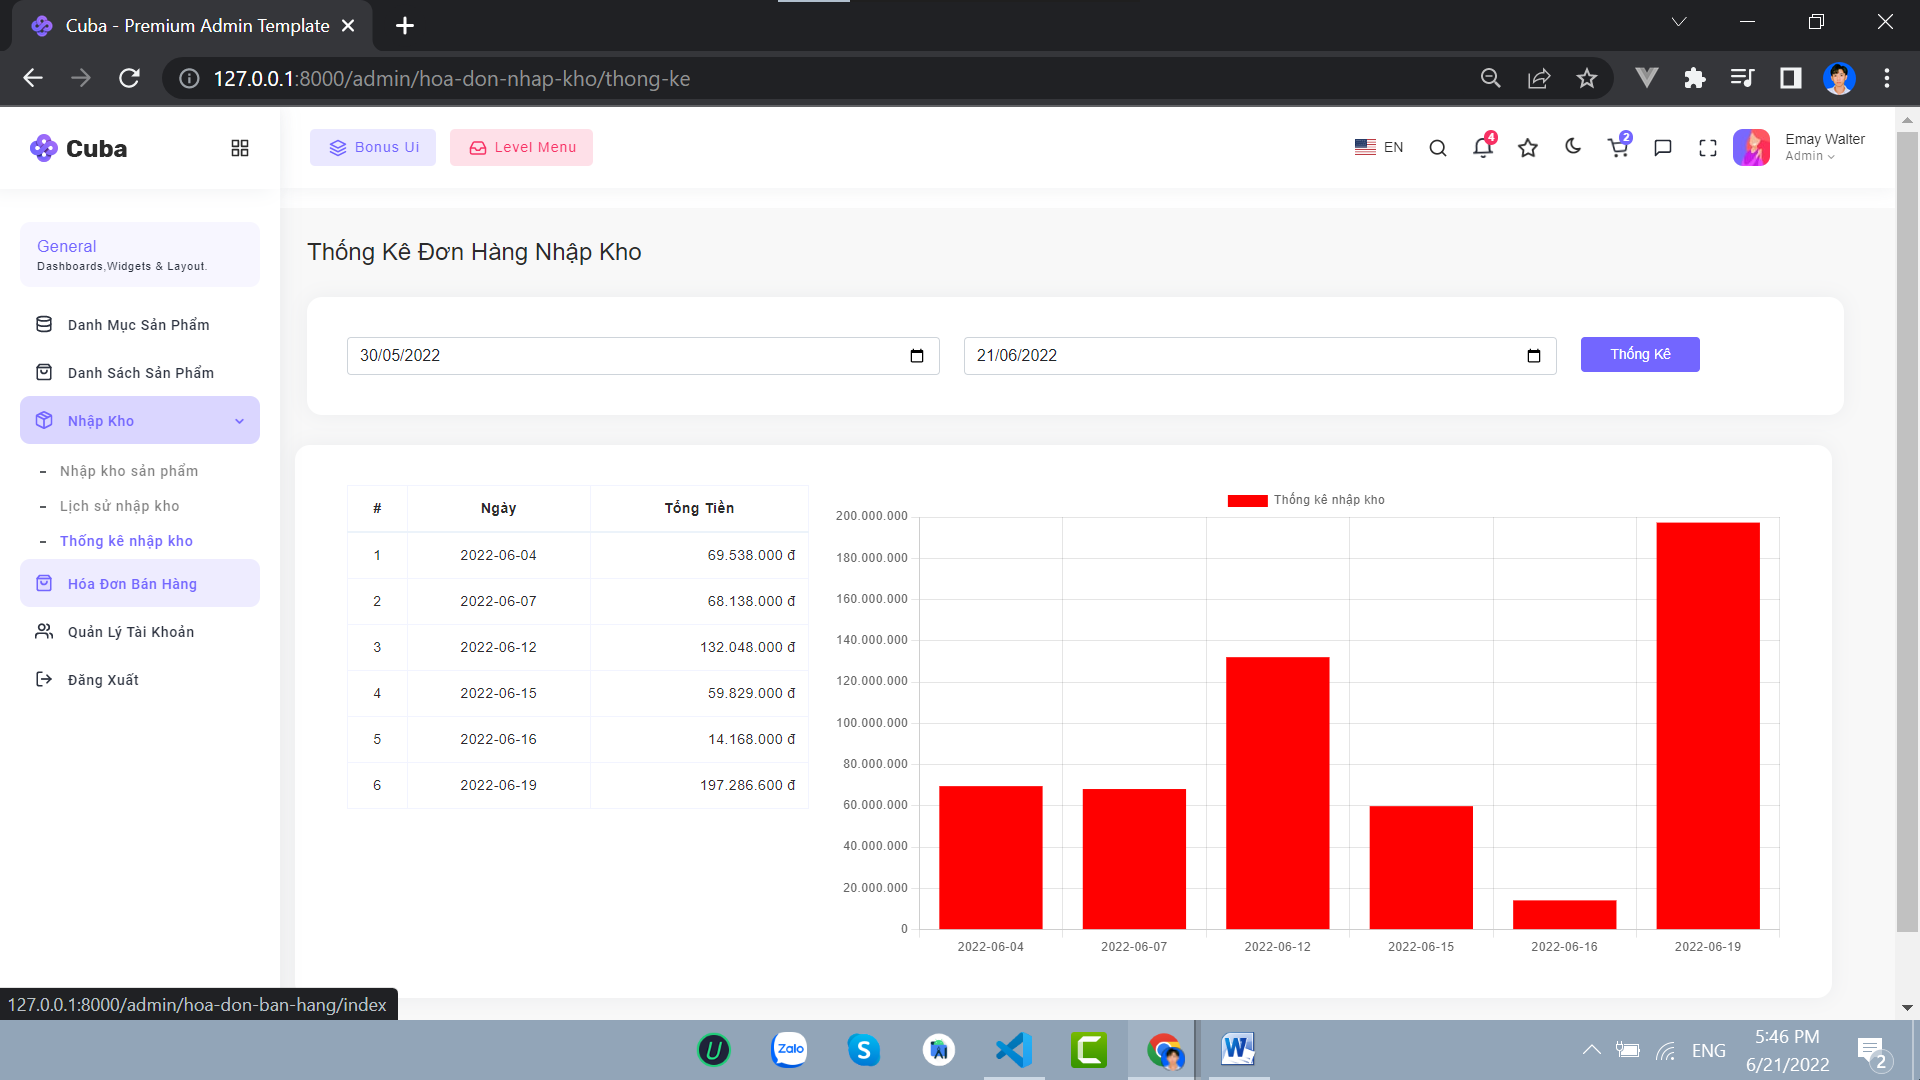 Cuba - Premium Admin Template
127.0.0.1:8000/admin/hoa-don-nhap-kho/thong-ke
Cuba
Bonus Ui
Level Menu
EN
4
2
Emay Walter
Admin
General
Dashboards,Widgets & Layout.
Danh Mục Sản Phẩm
Danh Sách Sản Phẩm
Nhập Kho
Nhập kho sản phẩm
Lịch sử nhập kho
Thống kê nhập kho
Hóa Đơn Bán Hàng
Quản Lý Tài Khoản
Đăng Xuất
Thống Kê Đơn Hàng Nhập Kho
30/05/2022
21/06/2022
Thống Kê
# Ngày Tổng Tiền
1 2022-06-04 69.538.000 đ
2 2022-06-07 68.138.000 đ
3 2022-06-12 132.048.000 đ
4 2022-06-15 59.829.000 đ
5 2022-06-16 14.168.000 đ
6 2022-06-19 197.286.600 đ
Thống kê nhập kho
200.000.000
180.000.000
160.000.000
140.000.000
120.000.000
100.000.000
80.000.000
60.000.000
40.000.000
20.000.000
0
2022-06-04 2022-06-07 2022-06-12 2022-06-15 2022-06-16 2022-06-19
127.0.0.1:8000/admin/hoa-don-ban-hang/index
U
Zalo
S
C
W
ENG
5:46 PM
6/21/2022
2